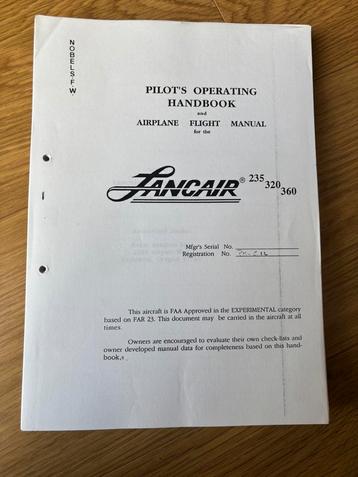 NOBELSFW
PILOT'S OPERATING
HANDBOOK
and
AIRPLANE FLIGHT MANUAL
for the
LANCAIR® 235 320 360
Mfgr's Serial No.
Registration No.
This aircraft is FAA Approved in the EXPERIMENTAL category
based on FAR 23. This document may be carried in the aircraft at all
times.
Owners are encouraged to evaluate their own check-lists and
owner developed manual data for completeness based on this hand-
book.